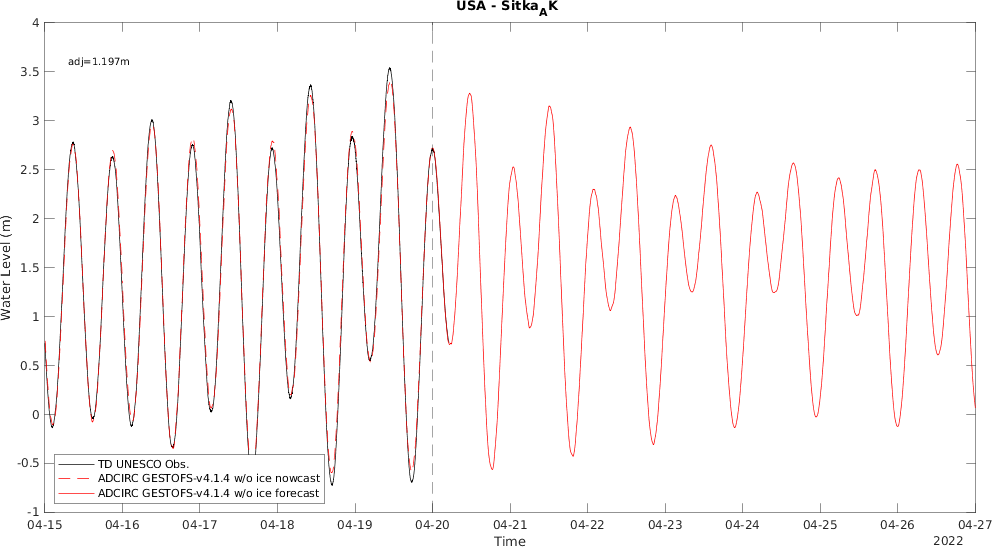 USA - Sitka_AK
adj=1.197m
4
3.5
3
2.5
2
1.5
1
0.5
0
-0.5
-1
Water Level (m)
TD UNESCO Obs.
ADCIRC GESTOFS-v4.1.4 w/o ice nowcast
ADCIRC GESTOFS-v4.1.4 w/o ice forecast
04-15 04-16 04-17 04-18 04-19 04-20 04-21 04-22 04-23 04-24 04-25 04-26 04-27
Time
2022